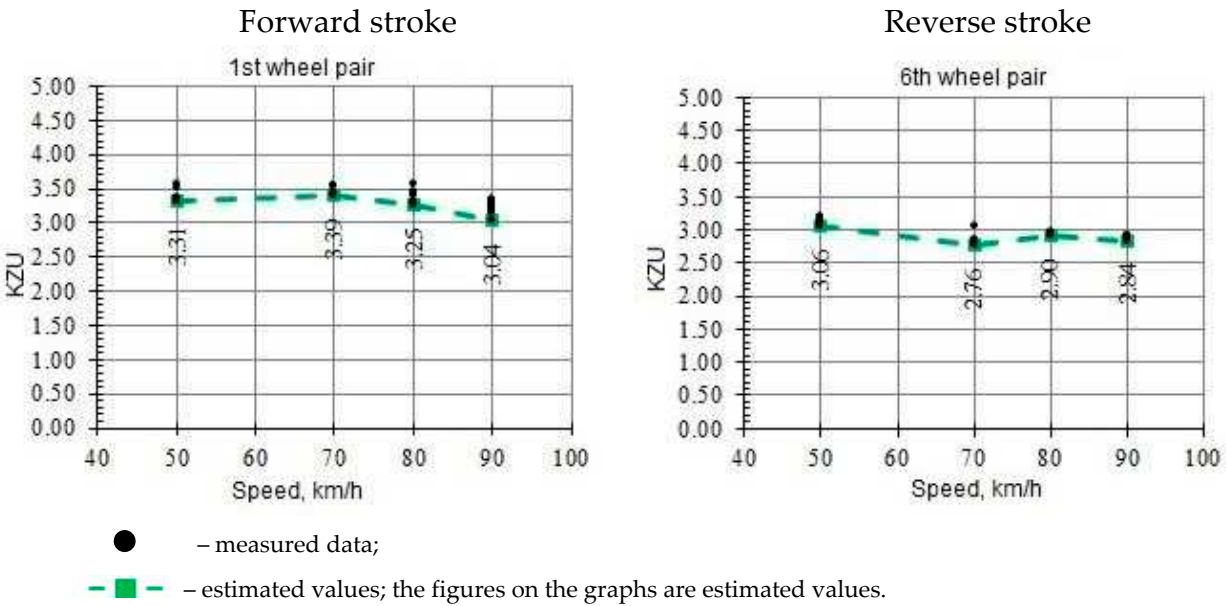 Forward stroke
Reverse stroke
1st wheel pair
5.00
4.50
4.00
3.50
3.00
2.50
2.00
1.50
1.00
0.50
0.00
KZU
3.31
3.39
3.25
3.04
40 50 60 70 80 90 100
Speed, km/h
6th wheel pair
5.00
4.50
4.00
3.50
3.00
2.50
2.00
1.50
1.00
0.50
0.00
KZU
3.06
2.76
2.90
2.84
40 50 60 70 80 90 100
Speed, km/h
– measured data;
– estimated values; the figures on the graphs are estimated values.